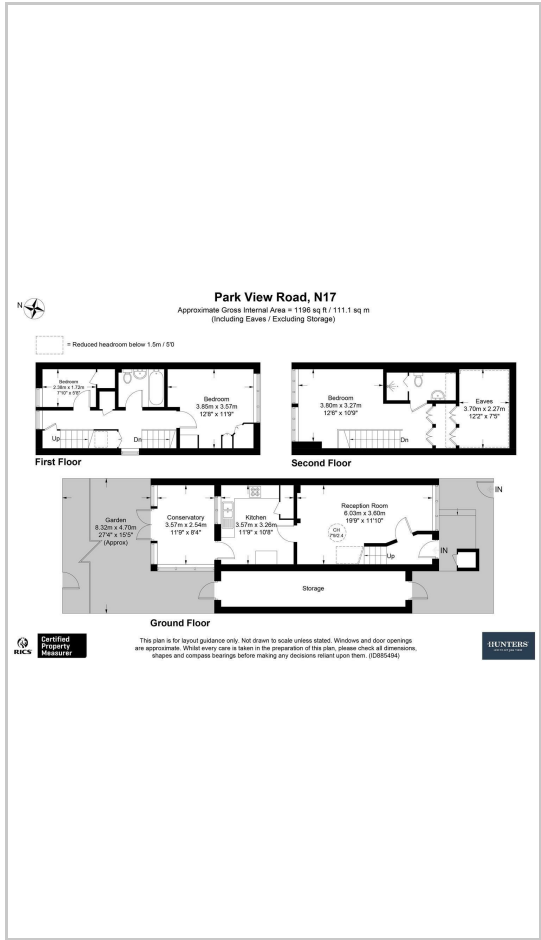 Park View Road, N17
Approximate Gross Internal Area = 1196 sq ft / 111.1 sq m
(Including Eaves / Excluding Storage)
N
= Reduced headroom below 1.5m / 5'0
Bedroom
2.38m x 1.72m
7'10" x 5'8"
Bedroom
3.85m x 3.57m
12'8" x 11'9"
Up
Dn
First Floor
Bedroom
3.80m x 3.27m
12'6" x 10'9"
Eaves
3.70m x 2.27m
12'2" x 7'5"
Dn
Second Floor
IN
Garden
8.32m x 4.70m
27'4" x 15'5"
(Approx)
Conservatory
3.57m x 2.54m
11'9" x 8'4"
Kitchen
3.57m x 3.26m
11'9" x 10'8"
Reception Room
6.03m x 3.60m
19'9" x 11'10"
CH
Up
IN
Storage
Ground Floor
RICS
Certified
Property
Measurer
This plan is for layout guidance only. Not drawn to scale unless stated. Windows and door openings
are approximate. Whilst every care is taken in the preparation of this plan, please check all dimensions,
shapes and compass bearings before making any decisions reliant upon them. (ID885494)
HUNTERS